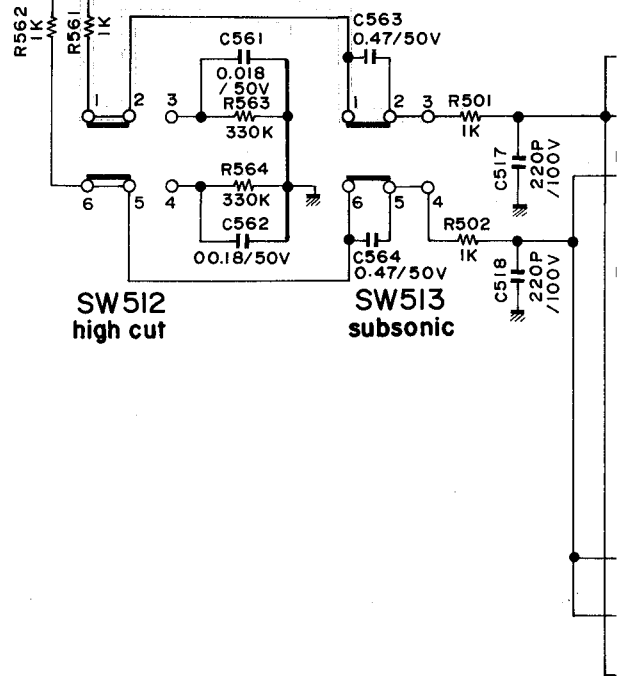 R562
1K
R561
1K
C563
0.47/50V
C561
0.018
/50V
R563
330K
1
2
3
1
2
3
R501
1K
C517
220P
/100V
R564
330K
6
5
4
6
5
4
C562
00.18/50V
C564
0.47/50V
R502
1K
C518
220P
/100V
SW512
high cut
SW513
subsonic